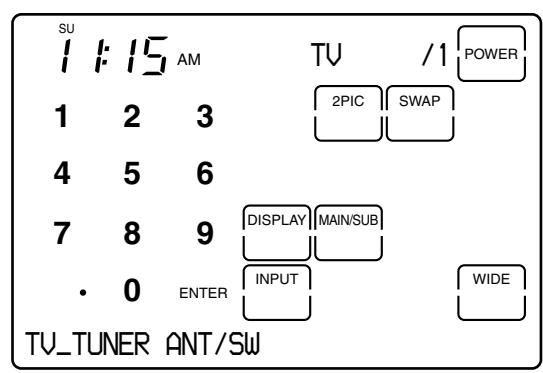 SU
11:15 AM TV /1 POWER
1 2 3 2PIC SWAP
4 5 6
7 8 9 DISPLAY MAIN/SUB
. 0 ENTER INPUT WIDE
TV_TUNER ANT/SW